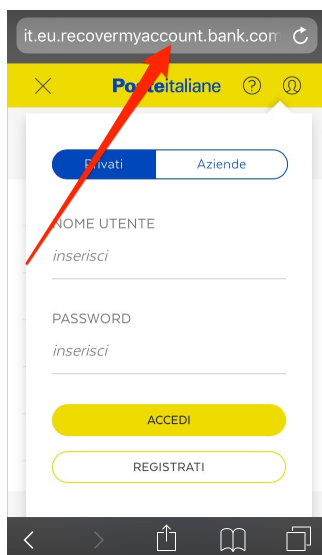 it.eu.recovermyaccount.bank.com
Posteitaliane
Privati Aziende
NOME UTENTE
inserisci
PASSWORD
inserisci
ACCEDI
REGISTRATI